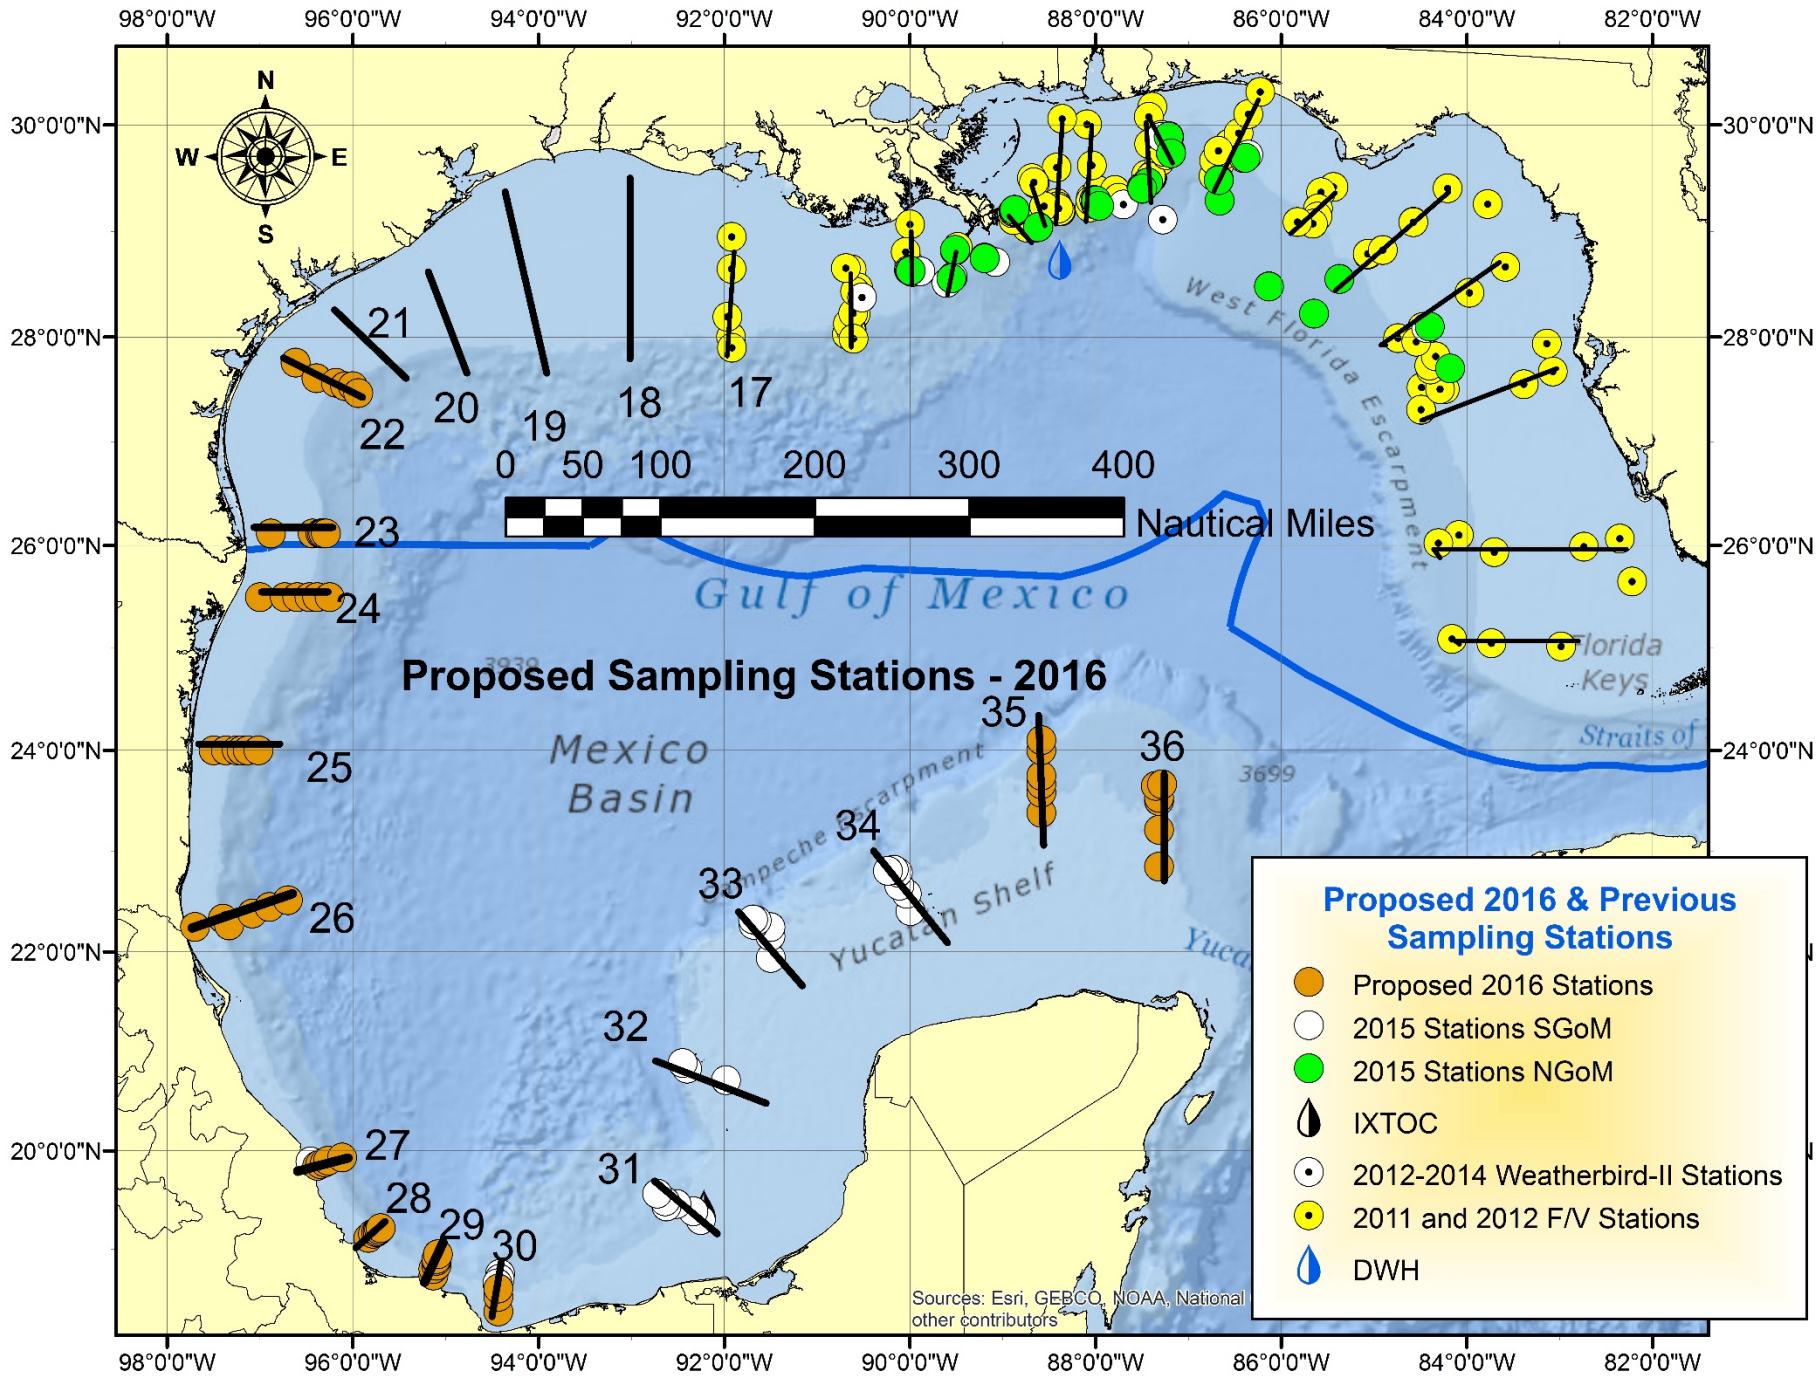 98°0'0"W 96°0'0"W 94°0'0"W 92°0'0"W 90°0'0"W 88°0'0"W 86°0'0"W 84°0'0"W 82°0'0"W
N
W E
S
30°0'0"N 30°0'0"N
28°0'0"N 28°0'0"N
26°0'0"N 26°0'0"N
24°0'0"N 24°0'0"N
22°0'0"N
20°0'0"N
21
20
19
18
17
22
West Florida Escarpment
0 50 100 200 300 400
Nautical Miles
23
24
Gulf of Mexico
3939
Proposed Sampling Stations - 2016
Florida
Keys
Straits of
35
36
25
Mexico
Basin
3699
34
Escarpment
33
Yucatan Shelf
26
32
27
31
28
29
30
Proposed 2016 & Previous
Sampling Stations
Proposed 2016 Stations
2015 Stations SGoM
2015 Stations NGoM
IXTOC
2012-2014 Weatherbird-II Stations
2011 and 2012 F/V Stations
DWH
Sources: Esri, GEBCO, NOAA, National
other contributors
98°0'0"W 96°0'0"W 94°0'0"W 92°0'0"W 90°0'0"W 88°0'0"W 86°0'0"W 84°0'0"W 82°0'0"W